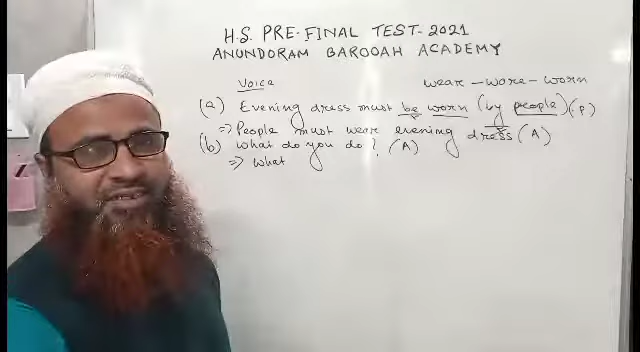 H.S. PRE-FINAL TEST-2021
ANUNDORAM BAROOAH ACADEMY
Voice wear - wore - worn
(a) Evening dress must be worn (by people) (P)
⇒ People must wear evening dress (A)
(b) What do you do? (A)
⇒ What